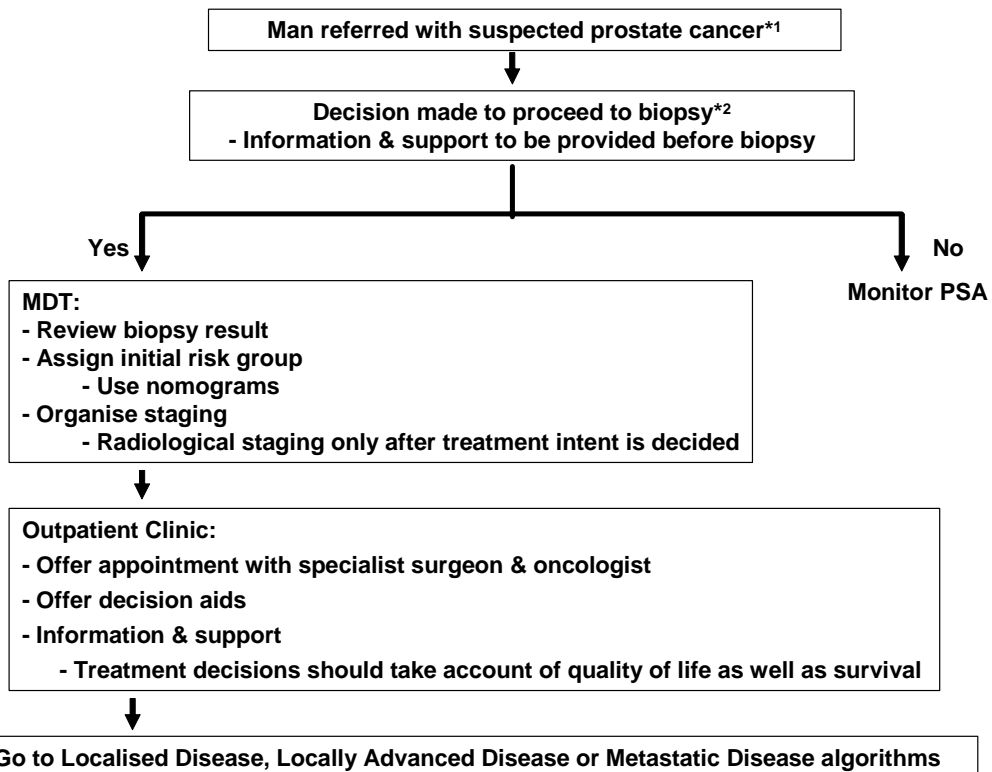 Man referred with suspected prostate cancer*1
Decision made to proceed to biopsy*2
- Information & support to be provided before biopsy
Yes
No
Monitor PSA
MDT:
- Review biopsy result
- Assign initial risk group
- Use nomograms
- Organise staging
- Radiological staging only after treatment intent is decided
Outpatient Clinic:
- Offer appointment with specialist surgeon & oncologist
- Offer decision aids
- Information & support
- Treatment decisions should take account of quality of life as well as survival
Go to Localised Disease, Locally Advanced Disease or Metastatic Disease algorithms